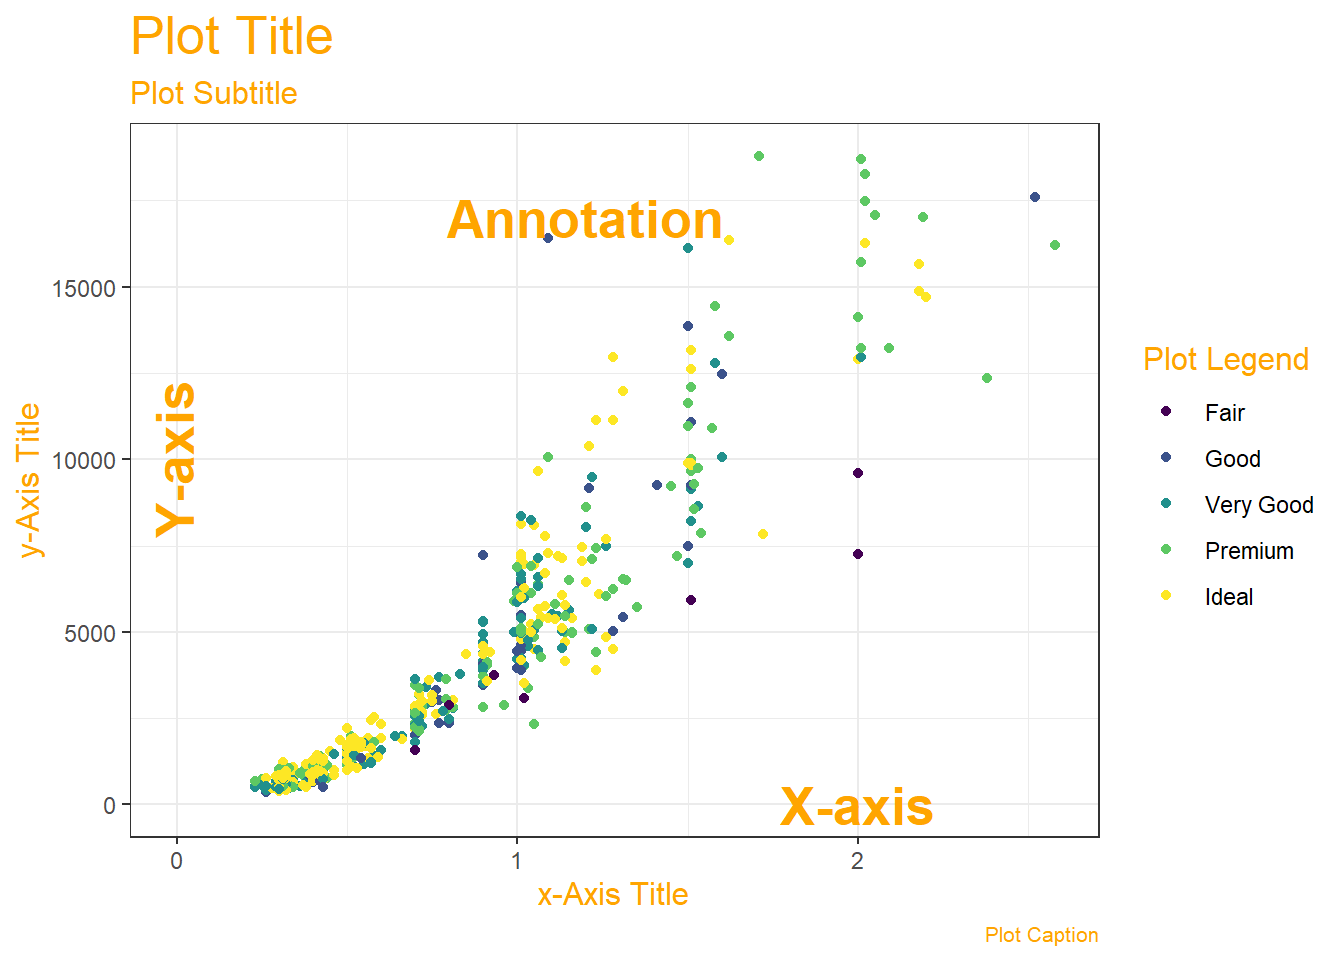 Plot Title
Plot Subtitle
Annotation
Y-axis
X-axis
y-Axis Title
15000
10000
5000
0
0
1
2
x-Axis Title
Plot Legend
Fair
Good
Very Good
Premium
Ideal
Plot Caption